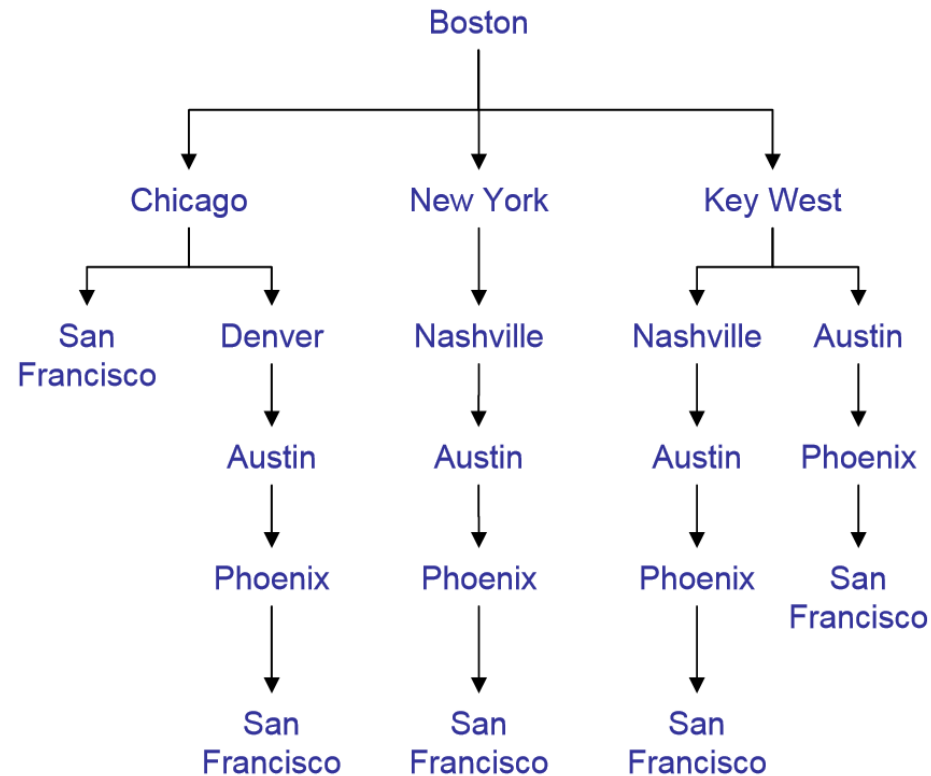 Boston
Chicago
New York
Key West
San
Francisco
Denver
Nashville
Nashville
Austin
Austin
Austin
Austin
Phoenix
Phoenix
Phoenix
Phoenix
San
Francisco
San
Francisco
San
Francisco
San
Francisco